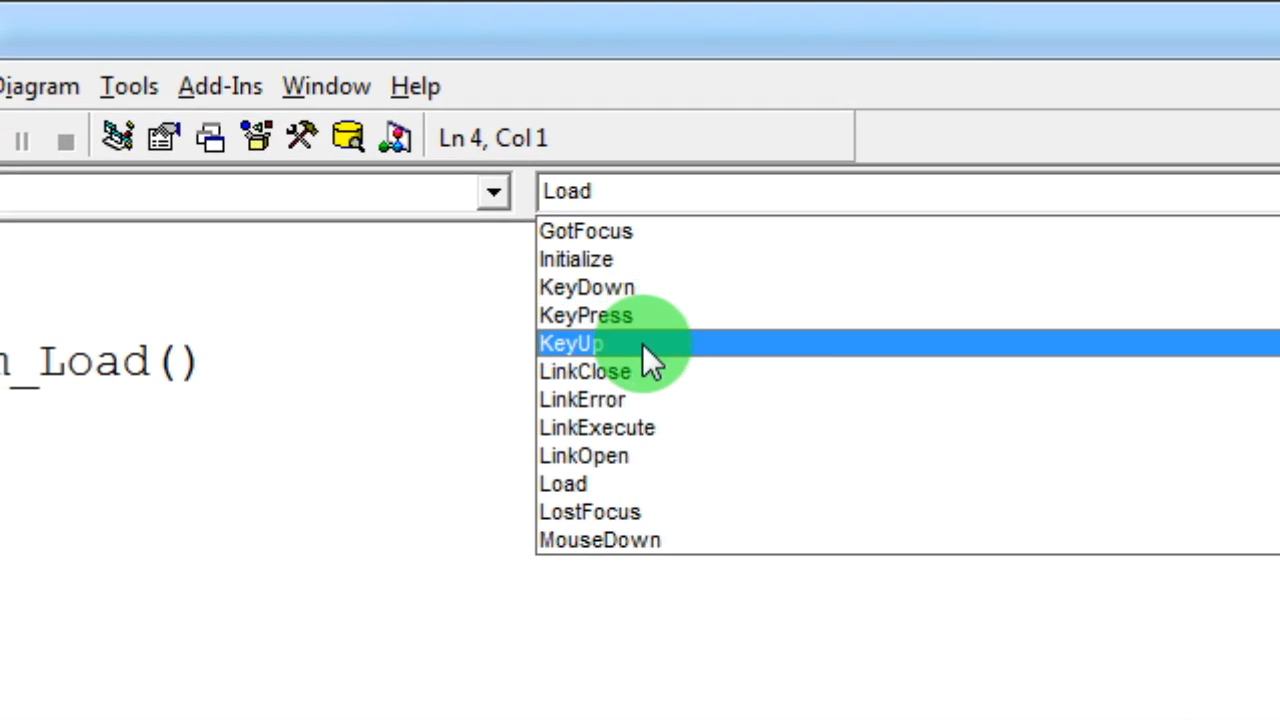 Diagram Tools Add-Ins Window Help
Ln 4, Col 1
Load
GotFocus
Initialize
KeyDown
KeyPress
KeyUp
_Load()
LinkClose
LinkError
LinkExecute
LinkOpen
Load
LostFocus
MouseDown